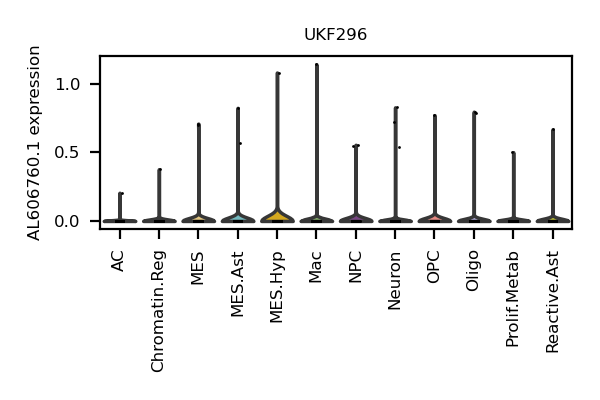 UKF296
AL606760.1 expression
1.0
0.5
0.0
AC
Chromatin.Reg
MES
MES.Ast
MES.Hyp
Mac
NPC
Neuron
OPC
Oligo
Prolif.Metab
Reactive.Ast